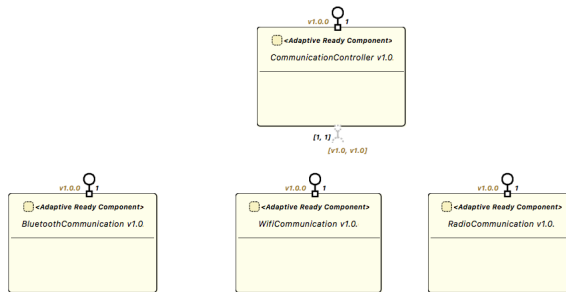 v1.0.0 1
<Adaptive Ready Component>
CommunicationController v1.0.
[1, 1]
[v1.0, v1.0]
v1.0.0 1 v1.0.0 1 v1.0.0 1
<Adaptive Ready Component> <Adaptive Ready Component> <Adaptive Ready Component>
BluetoothCommunication v1.0. WifiCommunication v1.0. RadioCommunication v1.0.